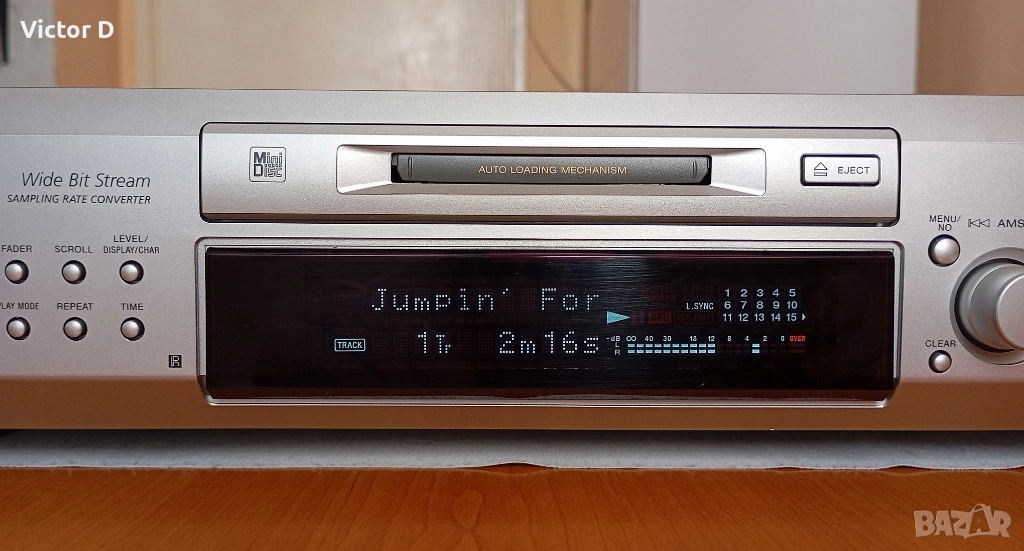 Victor D
Mini Disc
AUTO LOADING MECHANISM
EJECT
Wide Bit Stream
SAMPLING RATE CONVERTER
FADER
SCROLL
LEVEL/
DISPLAY/CHAR
PLAY MODE
REPEAT
TIME
MENU/
NO
AMS
CLEAR
Jumpin' For
TRACK 1Tr 2m16s
L.SYNC
1 2 3 4 5
6 7 8 9 10
11 12 13 14 15
-dB ∞ 40 30 18 12 8 4 2 0 OVER
L
R
BAZAR